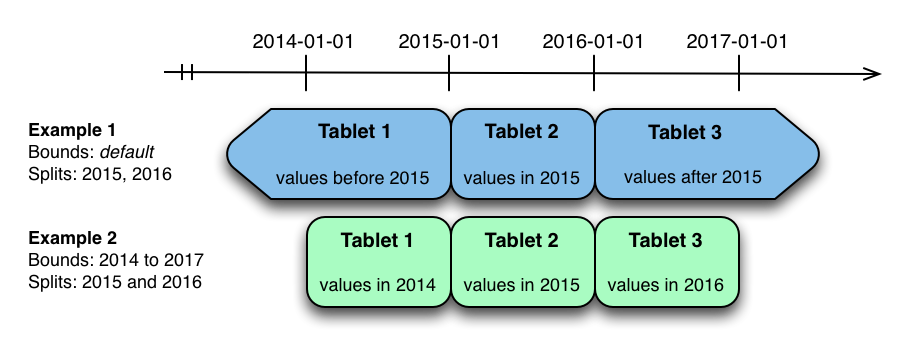 2014-01-01 2015-01-01 2016-01-01 2017-01-01
Example 1
Bounds: default
Splits: 2015, 2016
Tablet 1 Tablet 2 Tablet 3
values before 2015 values in 2015 values after 2015
Example 2
Bounds: 2014 to 2017
Splits: 2015 and 2016
Tablet 1 Tablet 2 Tablet 3
values in 2014 values in 2015 values in 2016